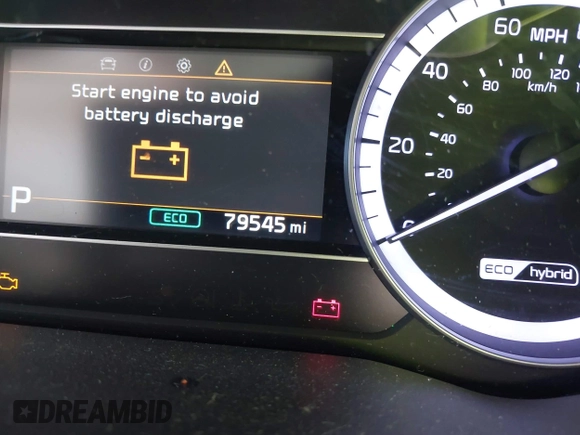 Start engine to avoid
battery discharge
P
ECO
79545 mi
60 MPH
40
20
0
100
120
80
km/h
60
40
20
ECO hybrid
DREAMBID